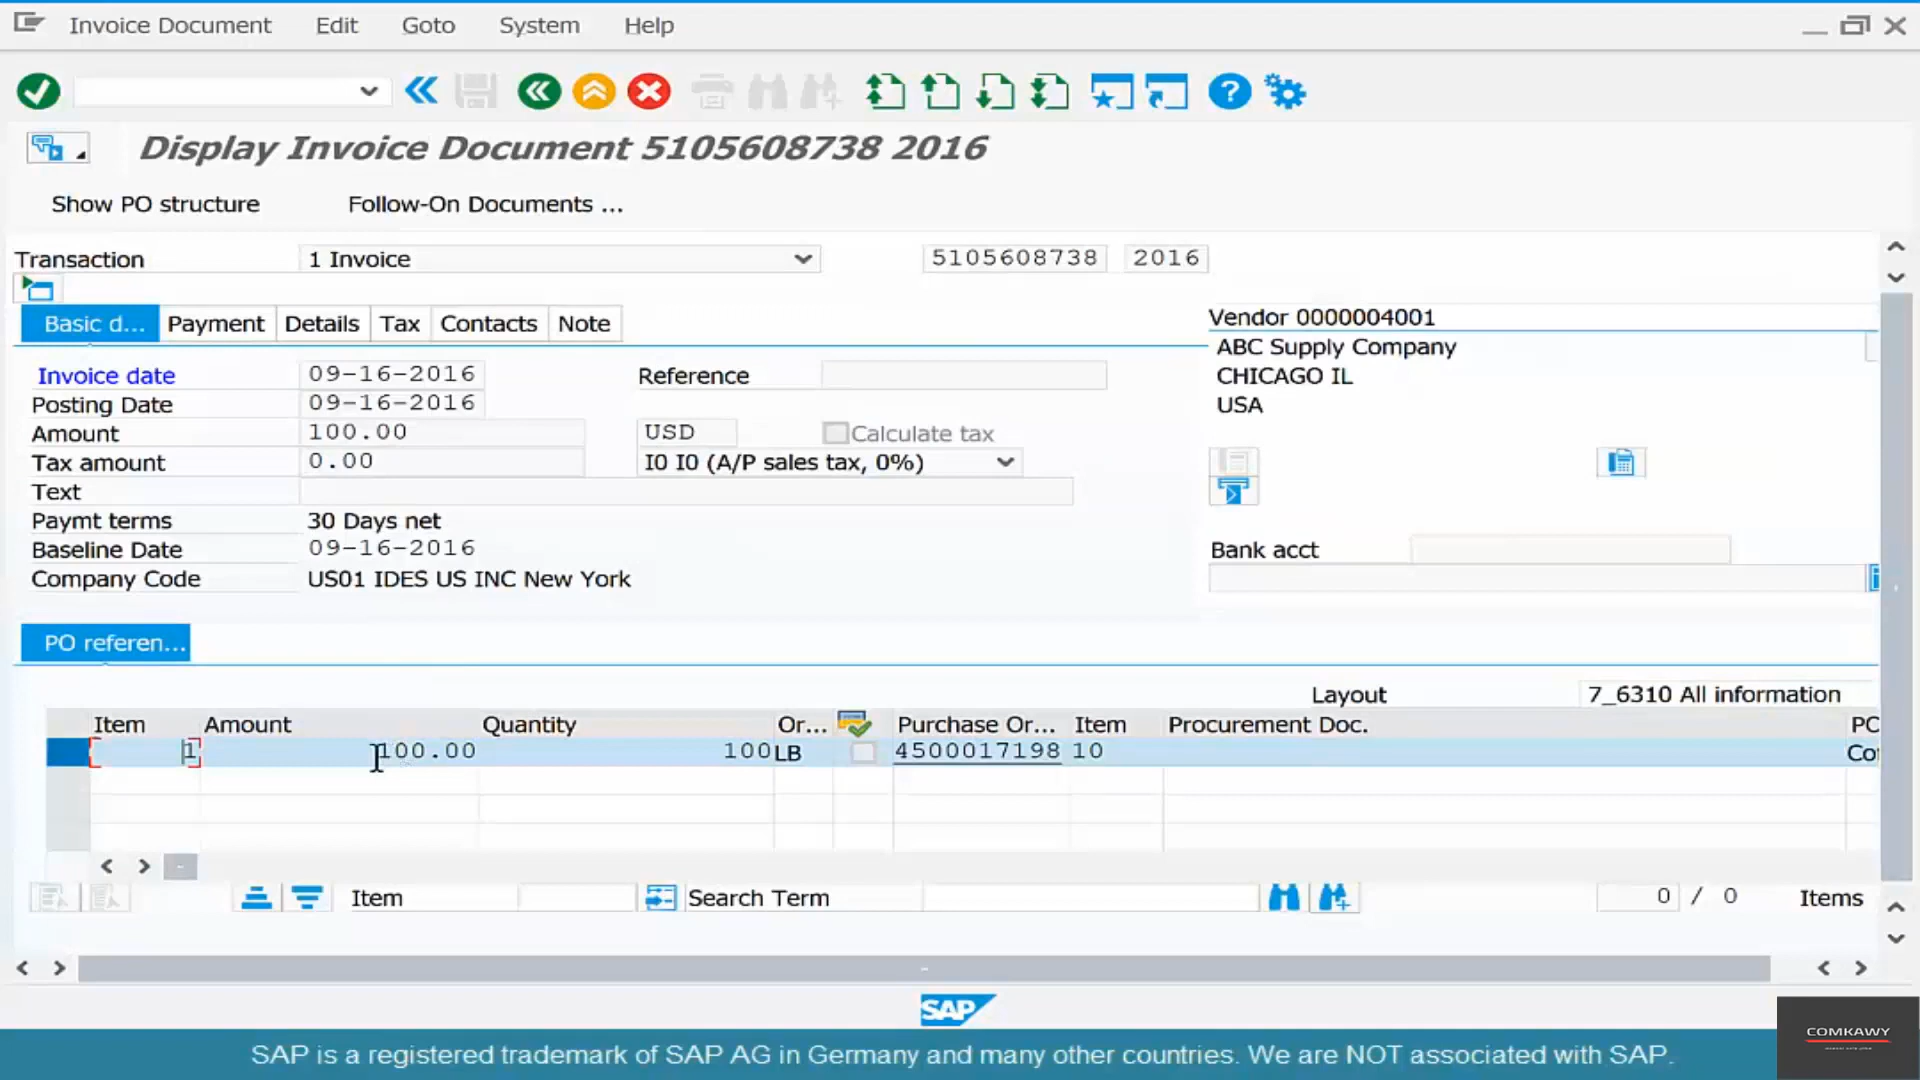 Invoice Document Edit Goto System Help
Display Invoice Document 5105608738 2016
Show PO structure Follow-On Documents ...
Transaction 1 Invoice 5105608738 2016
Basic d... Payment Details Tax Contacts Note
Vendor 0000004001
ABC Supply Company
CHICAGO IL
USA
Invoice date 09-16-2016 Reference
Posting Date 09-16-2016
Amount 100.00 USD Calculate tax
Tax amount 0.00 I0 I0 (A/P sales tax, 0%)
Text
Paymt terms 30 Days net
Baseline Date 09-16-2016 Bank acct
Company Code US01 IDES US INC New York
PO referen...
Layout 7_6310 All information
Item Amount Quantity Or... Purchase Or... Item Procurement Doc. PO
1 100.00 100 LB 4500017198 10 Co
Item Search Term 0 / 0 Items
SAP
COMKAWY
SAP is a registered trademark of SAP AG in Germany and many other countries. We are NOT associated with SAP.